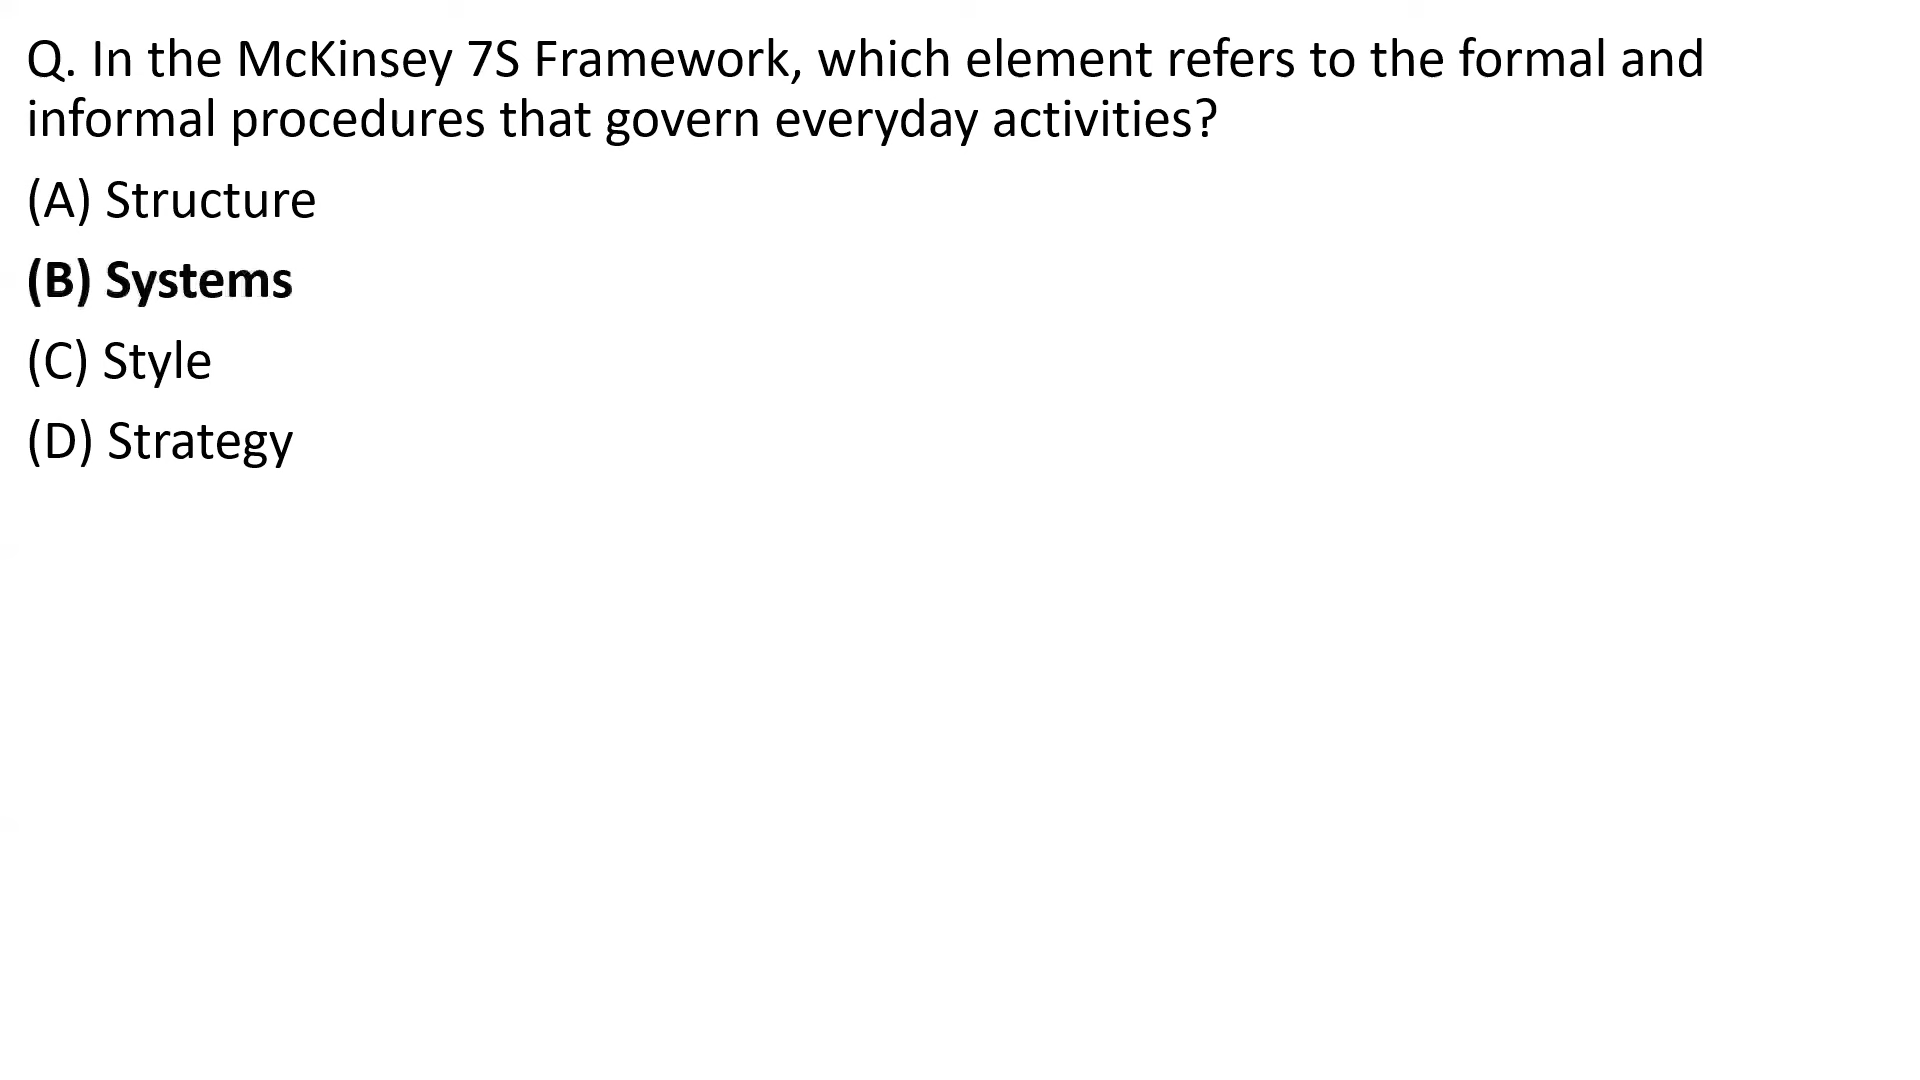 Q. In the McKinsey 7S Framework, which element refers to the formal and
informal procedures that govern everyday activities?
(A) Structure
(B) Systems
(C) Style
(D) Strategy